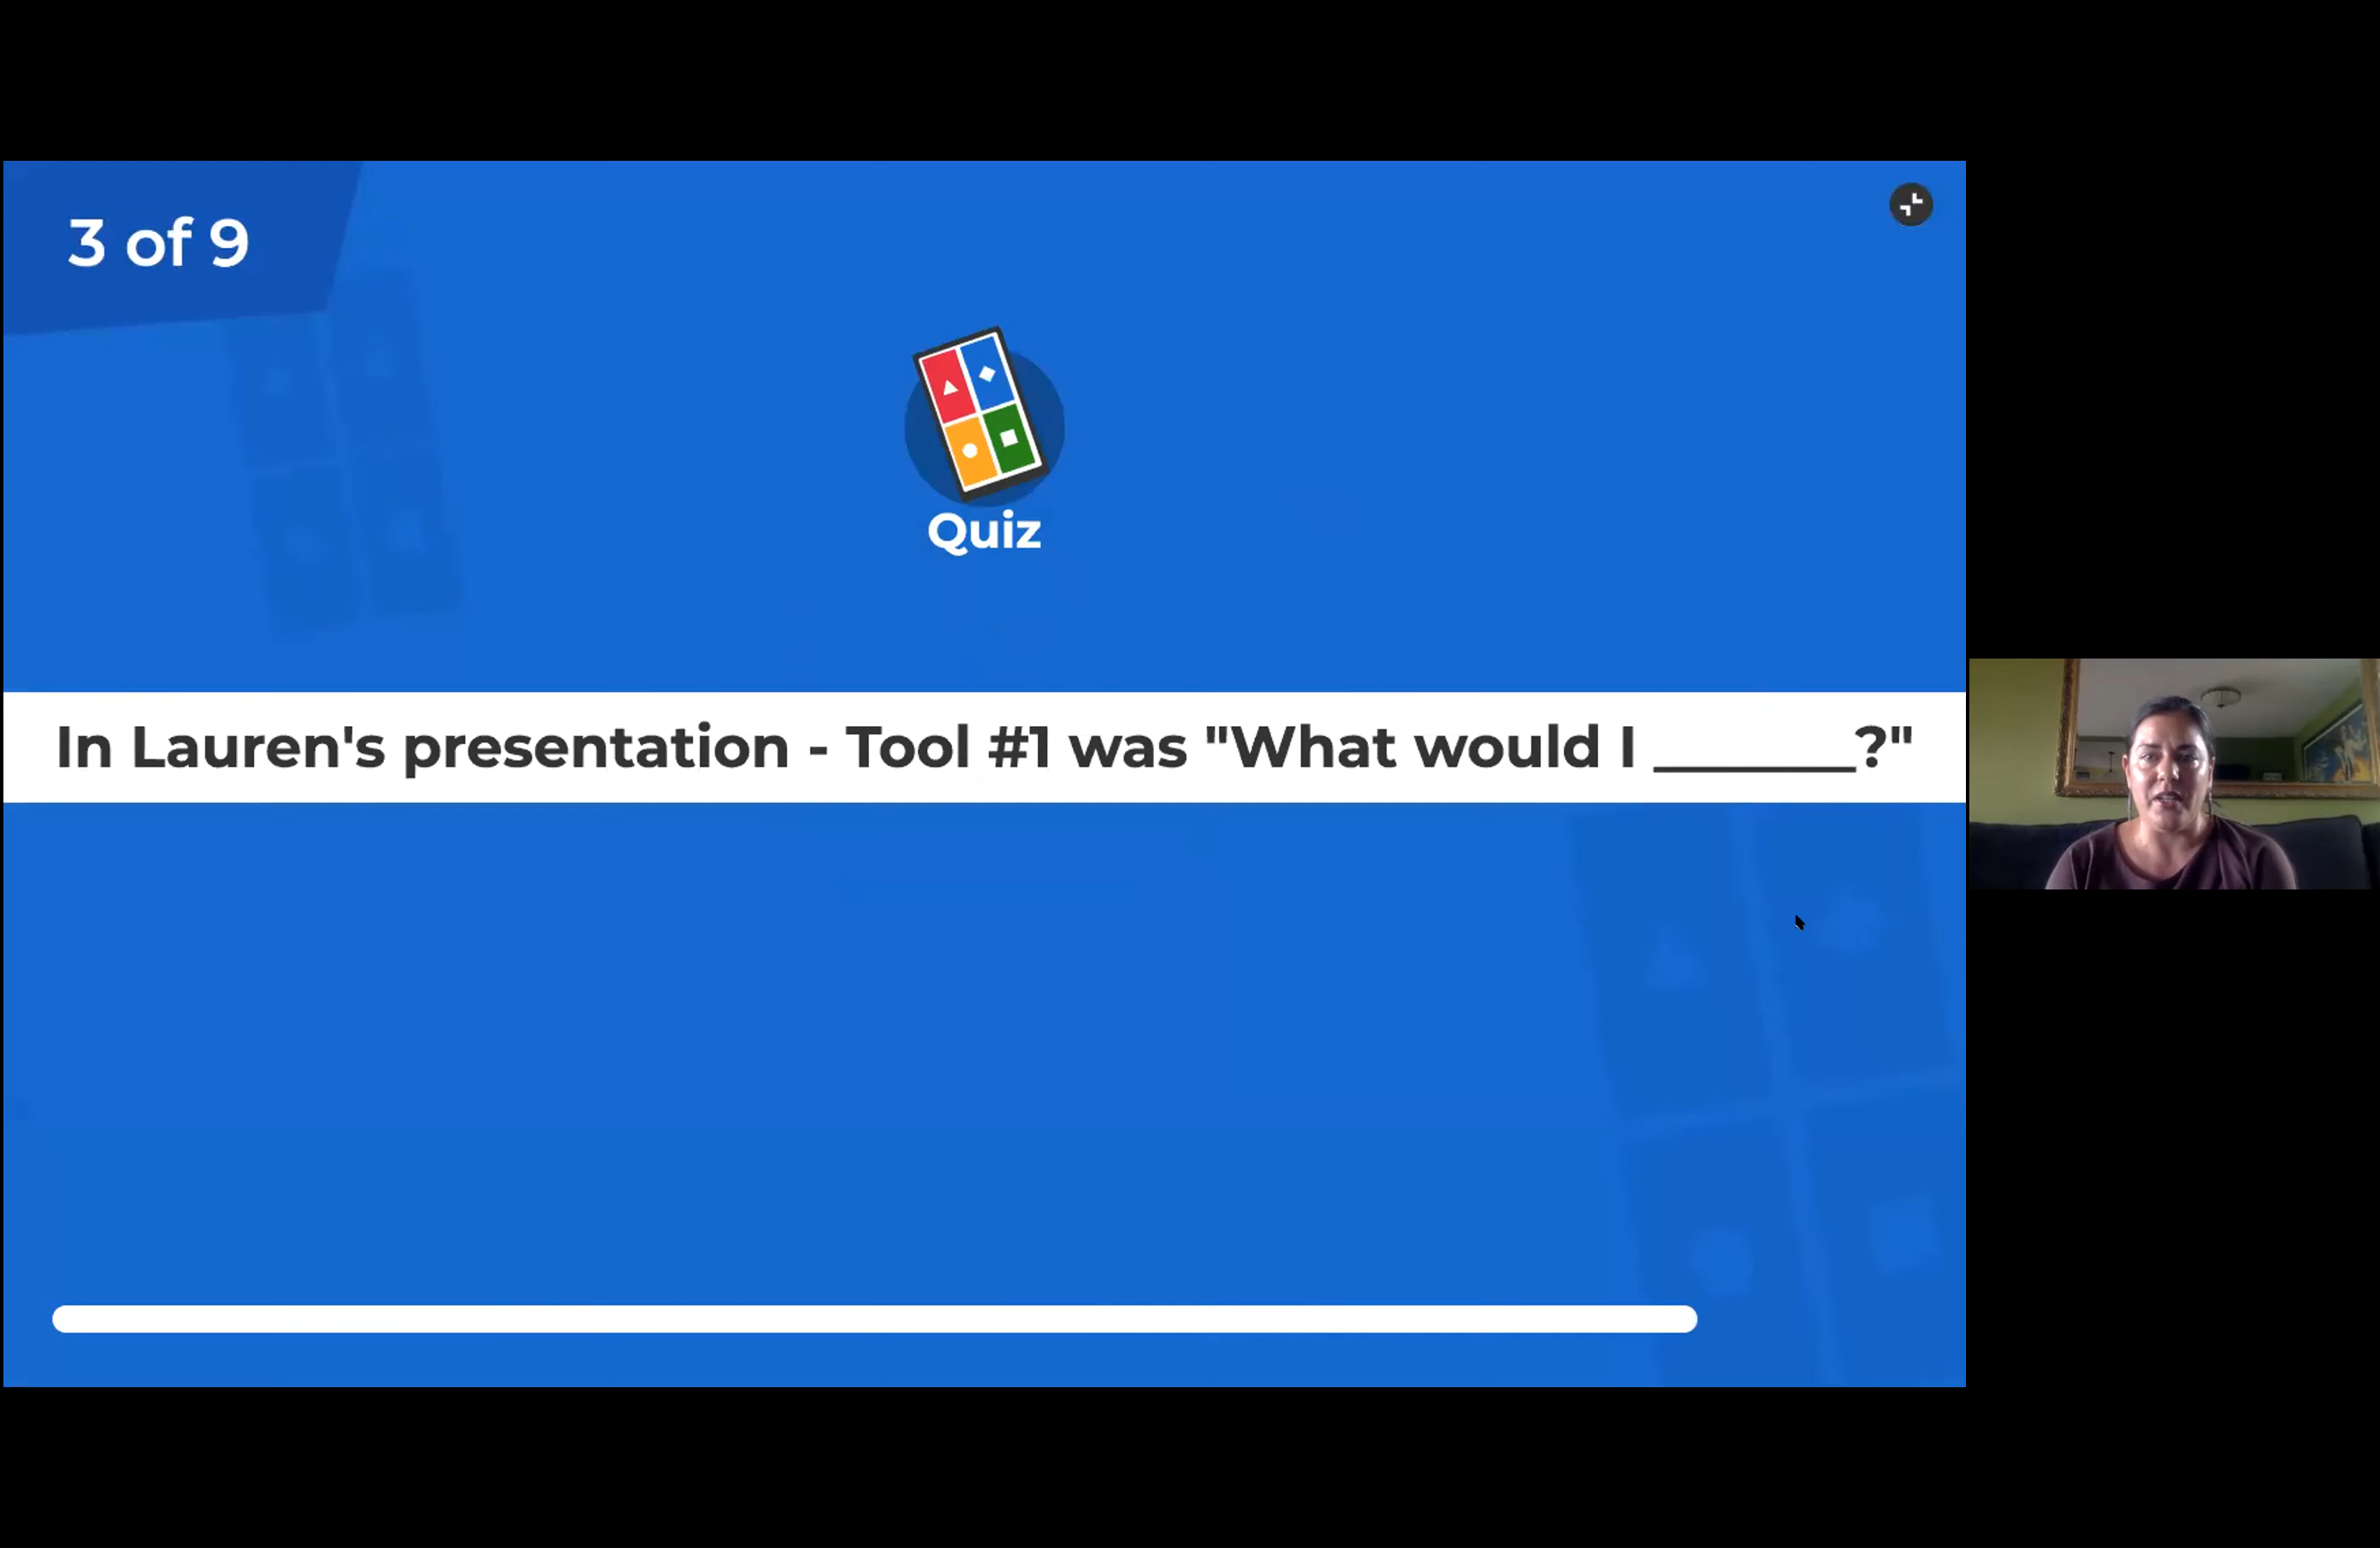 3 of 9
Quiz
In Lauren's presentation - Tool #1 was "What would I _______?"